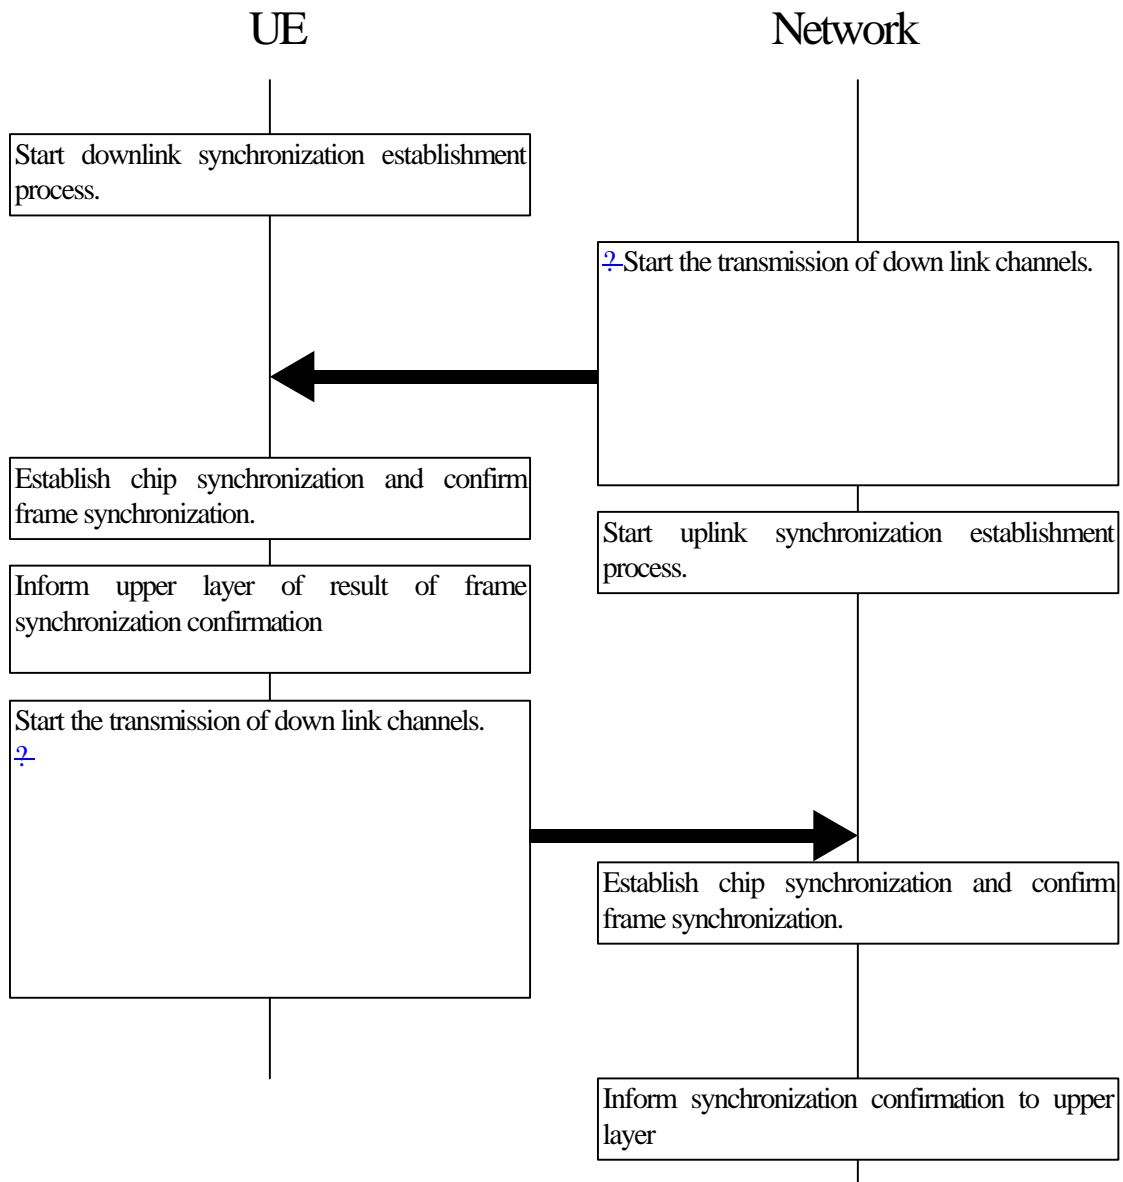 UE
Network
Start downlink synchronization establishment
process.
? Start the transmission of down link channels.
Establish chip synchronization and confirm
frame synchronization.
Start uplink synchronization establishment
process.
Inform upper layer of result of frame
synchronization confirmation
Start the transmission of down link channels.
?
Establish chip synchronization and confirm
frame synchronization.
Inform synchronization confirmation to upper
layer